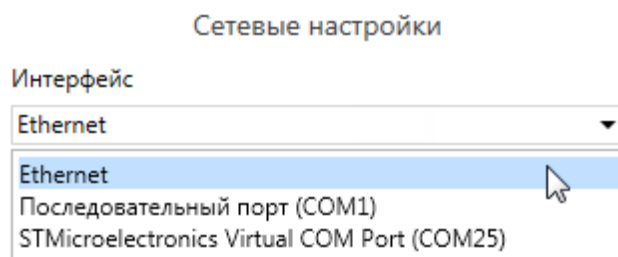 Сетевые настройки
Интерфейс
Ethernet
Ethernet
Последовательный порт (COM1)
STMicroelectronics Virtual COM Port (COM25)